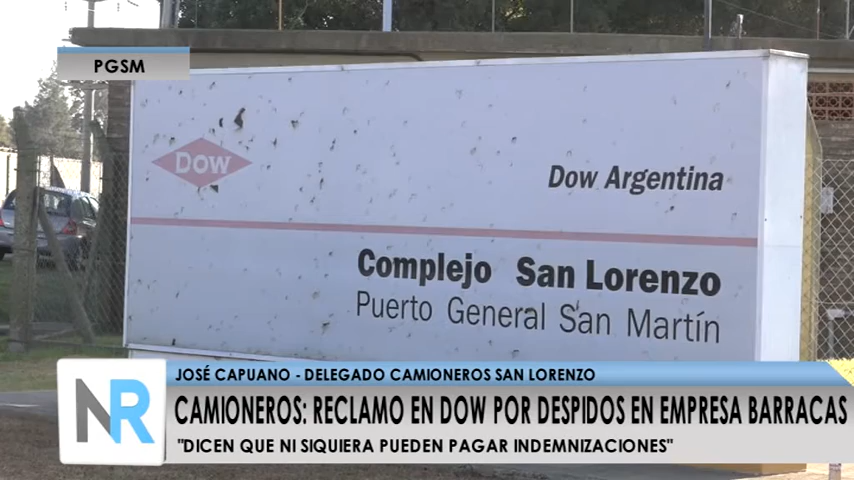 PGSM
Dow
Dow Argentina
Complejo San Lorenzo
Puerto General San Martín
NR
JOSÉ CAPUANO - DELEGADO CAMIONEROS SAN LORENZO
CAMIONEROS: RECLAMO EN DOW POR DESPIDOS EN EMPRESA BARRACAS
"DICEN QUE NI SIQUIERA PUEDEN PAGAR INDEMNIZACIONES"